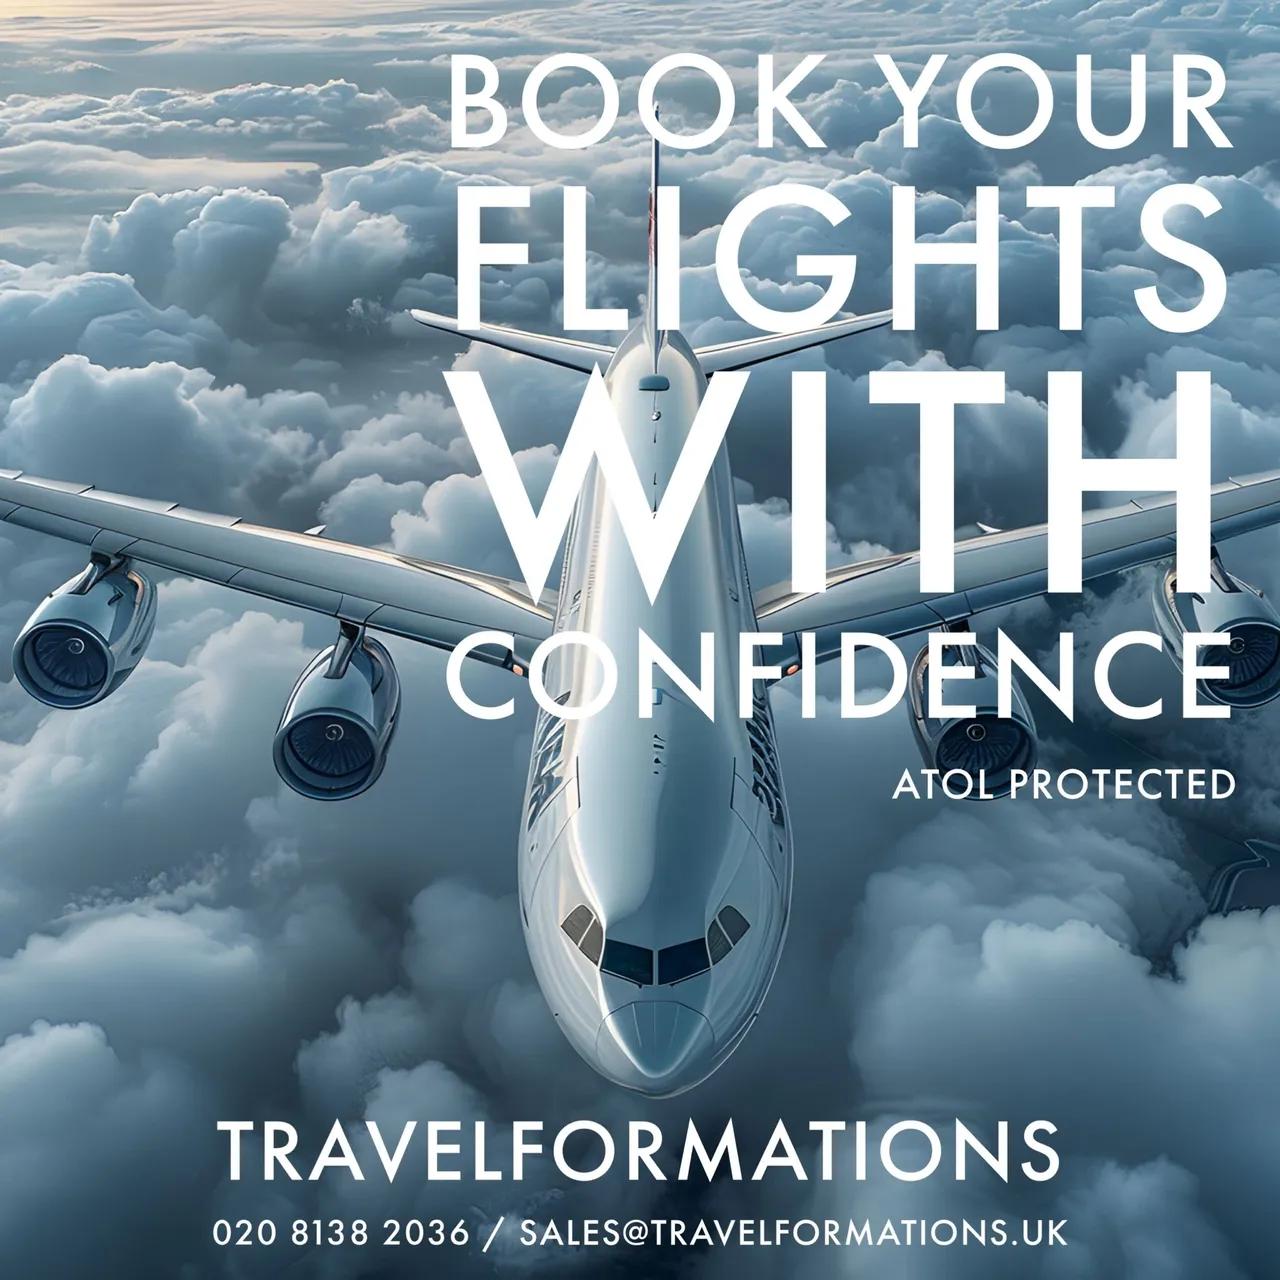 BOOK YOUR
FLIGHTS
WITH
CONFIDENCE
ATOL PROTECTED
TRAVELFORMATIONS
020 8138 2036 / SALES@TRAVELFORMATIONS.UK